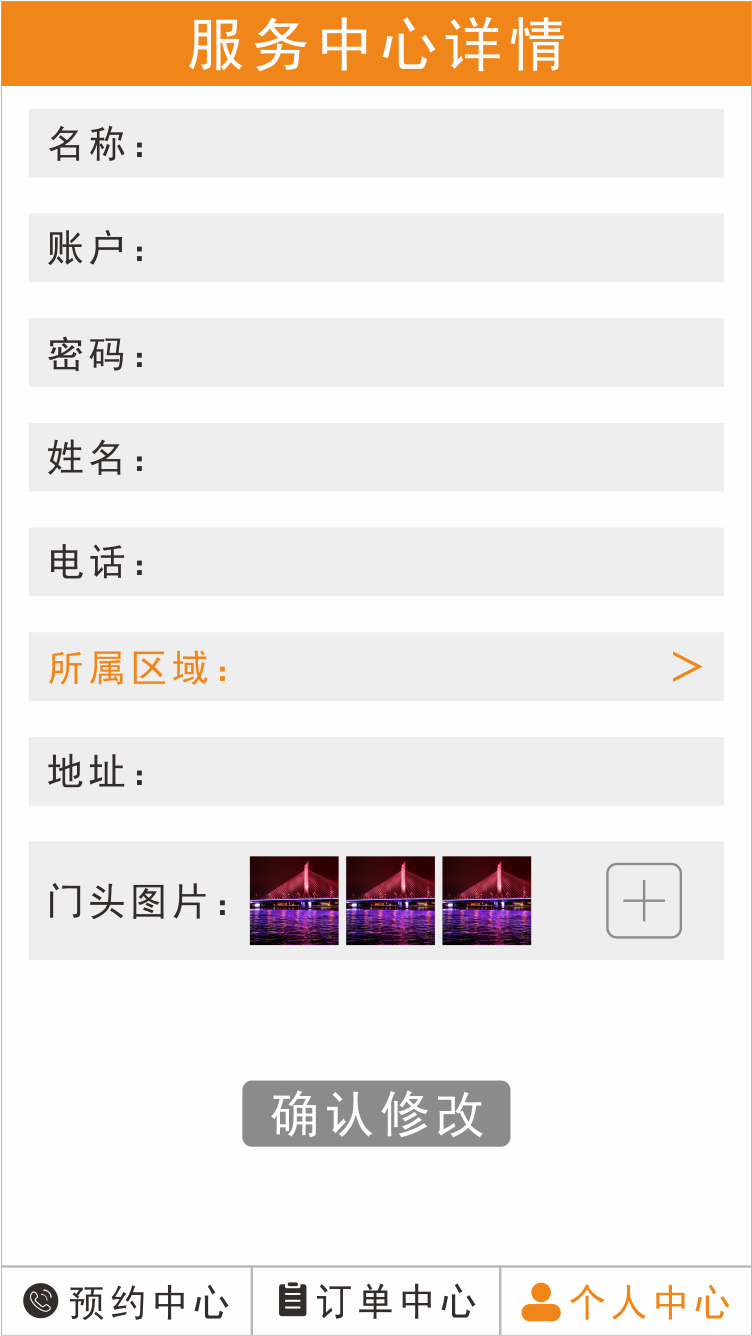 服务中心详情
名称：
账户：
密码：
姓名：
电话：
所属区域： >
地址：
门头图片：
确认修改
预约中心 订单中心 个人中心